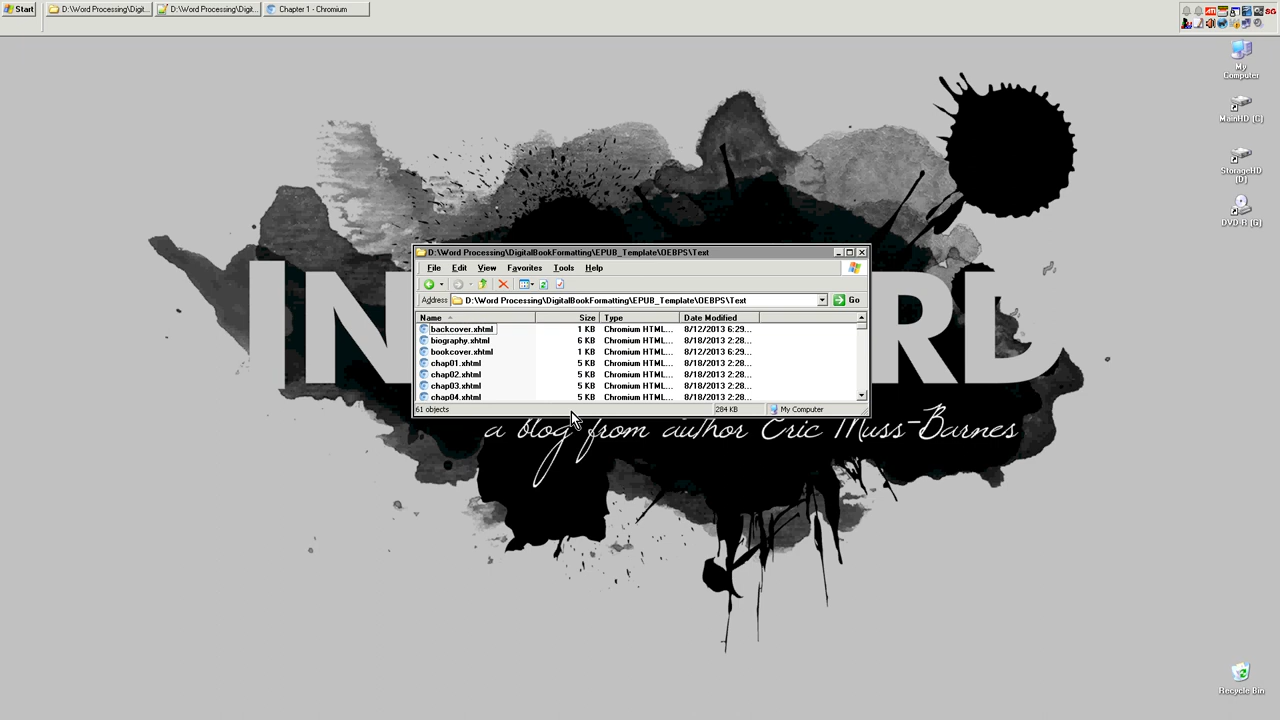 Start D:\Word Processing\Digit... D:\Word Processing\Digit... Chapter 1 - Chromium
ATI SG
My Computer
MainHD (C)
StorageHD (D)
DVD-R (G)
D:\Word Processing\DigitalBookFormatting\EPUB_Template\OEBPS\Text
File Edit View Favorites Tools Help
Address D:\Word Processing\DigitalBookFormatting\EPUB_Template\OEBPS\Text Go
Name Size Type Date Modified
backcover.xhtml 1 KB Chromium HTML... 8/12/2013 6:29...
biography.xhtml 6 KB Chromium HTML... 8/18/2013 2:28...
bookcover.xhtml 1 KB Chromium HTML... 8/18/2013 6:29...
chap01.xhtml 5 KB Chromium HTML... 8/18/2013 2:28...
chap02.xhtml 5 KB Chromium HTML... 8/18/2013 2:28...
chap03.xhtml 5 KB Chromium HTML... 8/18/2013 2:28...
chap04.xhtml 5 KB Chromium HTML... 8/18/2013 2:28...
61 objects 284 KB My Computer
a blog from author Eric Muss-Barnes
Recycle Bin